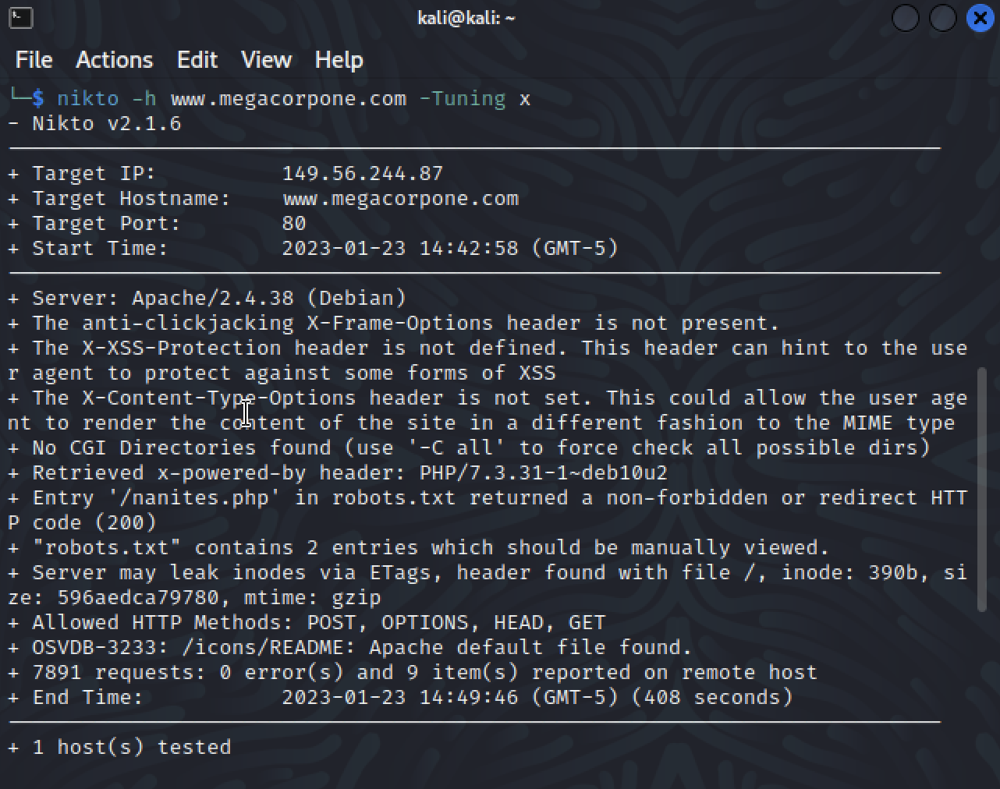 kali@kali: ~
File Actions Edit View Help
└─$ nikto -h www.megacorpone.com -Tuning x
- Nikto v2.1.6
+ Target IP: 149.56.244.87
+ Target Hostname: www.megacorpone.com
+ Target Port: 80
+ Start Time: 2023-01-23 14:42:58 (GMT-5)
+ Server: Apache/2.4.38 (Debian)
+ The anti-clickjacking X-Frame-Options header is not present.
+ The X-XSS-Protection header is not defined. This header can hint to the use
r agent to protect against some forms of XSS
+ The X-Content-Type-Options header is not set. This could allow the user age
nt to render the content of the site in a different fashion to the MIME type
+ No CGI Directories found (use '-C all' to force check all possible dirs)
+ Retrieved x-powered-by header: PHP/7.3.31-1~deb10u2
+ Entry '/nanites.php' in robots.txt returned a non-forbidden or redirect HTT
P code (200)
+ "robots.txt" contains 2 entries which should be manually viewed.
+ Server may leak inodes via ETags, header found with file /, inode: 390b, si
ze: 596aedca79780, mtime: gzip
+ Allowed HTTP Methods: POST, OPTIONS, HEAD, GET
+ OSVDB-3233: /icons/README: Apache default file found.
+ 7891 requests: 0 error(s) and 9 item(s) reported on remote host
+ End Time: 2023-01-23 14:49:46 (GMT-5) (408 seconds)
+ 1 host(s) tested